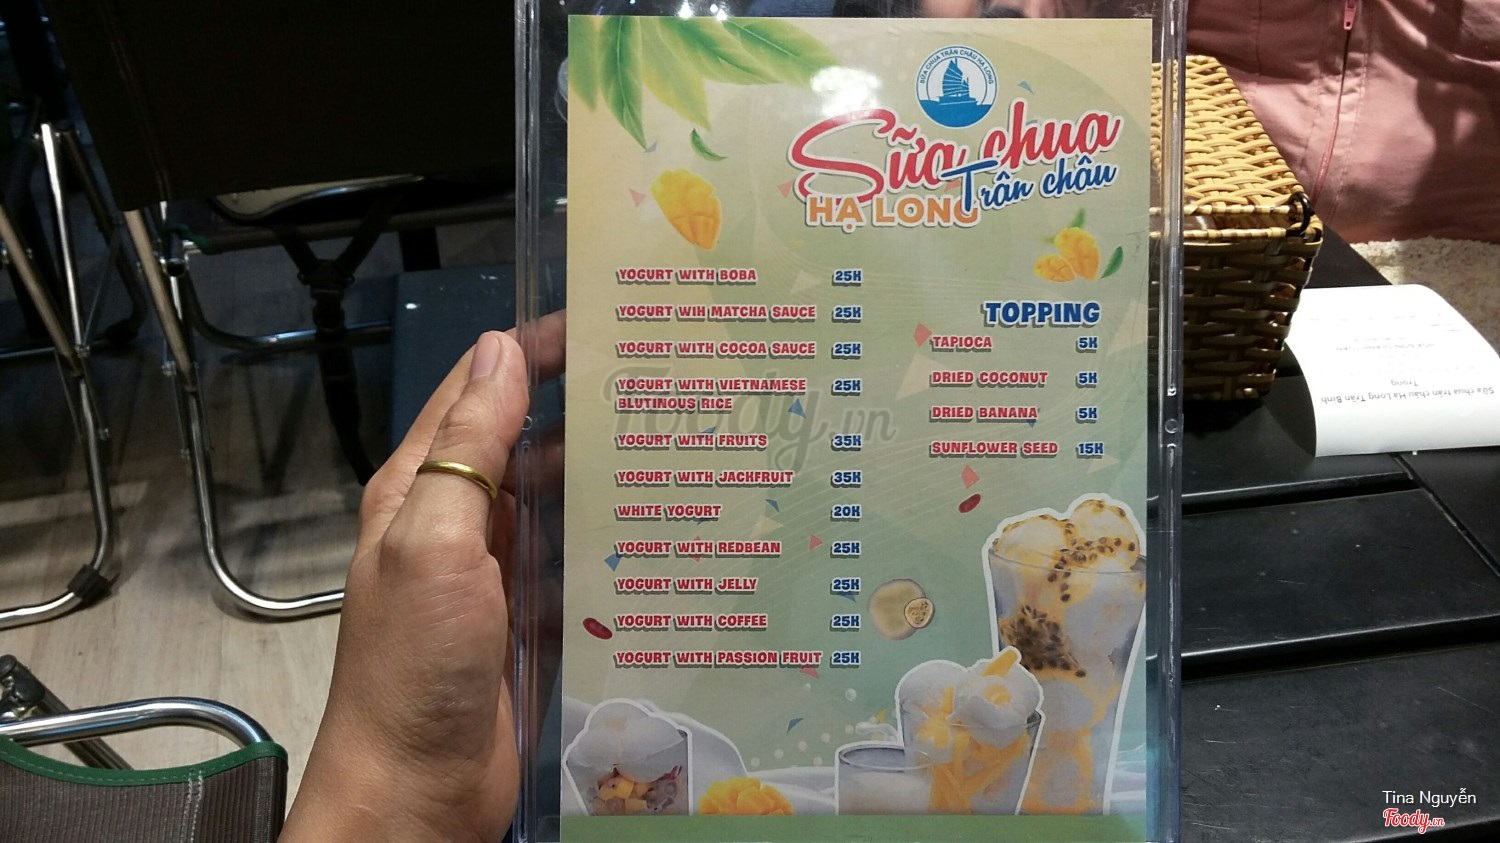 SỮA CHUA TRÂN CHÂU HẠ LONG
Sữa chua
Trân châu
HẠ LONG
YOGURT WITH BOBA 25K
YOGURT WIH MATCHA SAUCE 25K
YOGURT WITH COCOA SAUCE 25K
YOGURT WITH VIETNAMESE 25K
BLUTINOUS RICE
YOGURT WITH FRUITS 35K
YOGURT WITH JACKFRUIT 35K
WHITE YOGURT 20K
YOGURT WITH REDBEAN 25K
YOGURT WITH JELLY 25K
YOGURT WITH COFFEE 25K
YOGURT WITH PASSION FRUIT 25K
TOPPING
TAPIOCA 5K
DRIED COCONUT 5K
DRIED BANANA 5K
SUNFLOWER SEED 15K
Foody.vn
Sữa chua trân châu Hạ Long Trần Bình
Trọng
Tina Nguyễn
Foody.vn